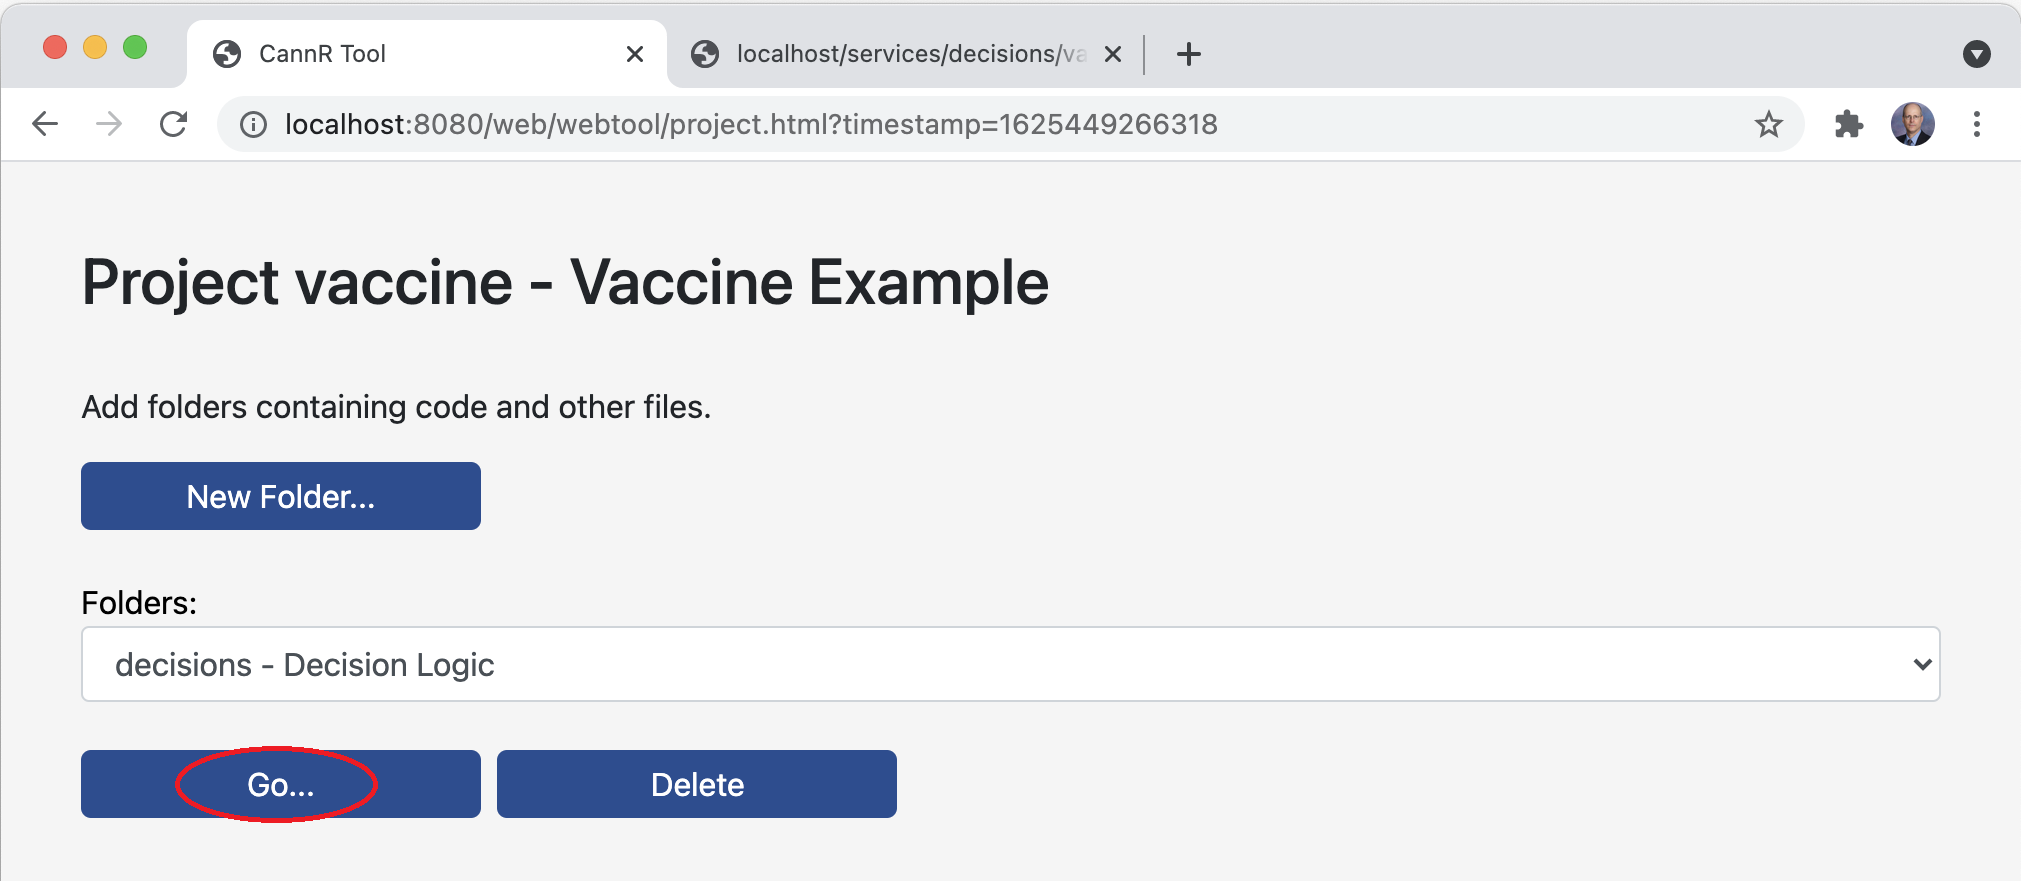 CannR Tool
localhost/services/decisions/va
localhost:8080/web/webtool/project.html?timestamp=1625449266318
Project vaccine - Vaccine Example
Add folders containing code and other files.
New Folder...
Folders:
decisions - Decision Logic
Go...
Delete